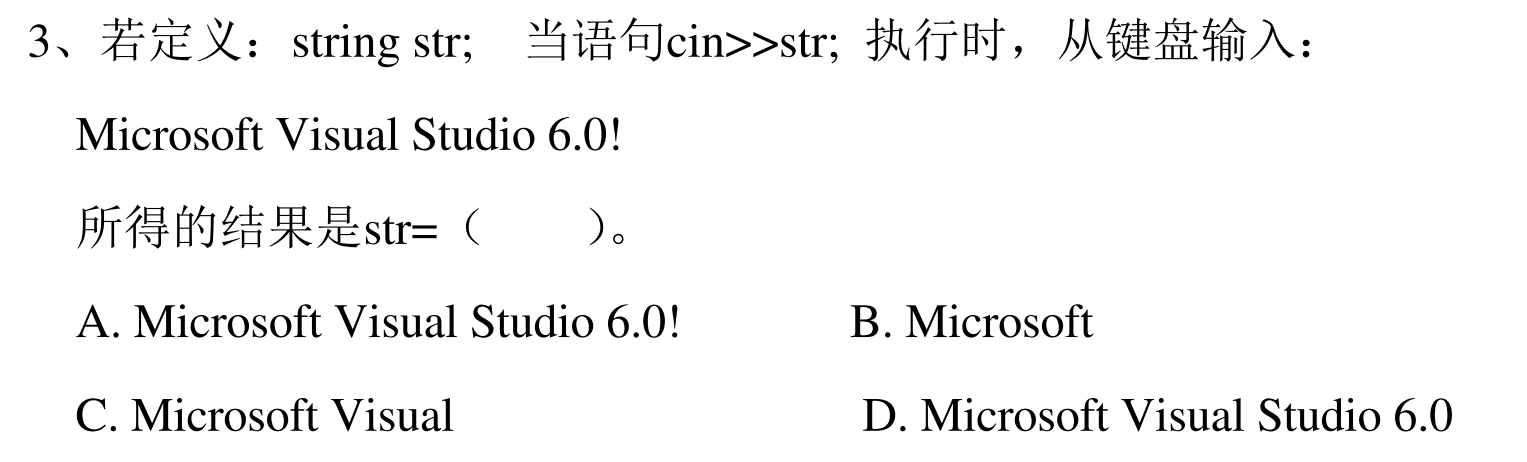 3、若定义：string str; 当语句cin>>str; 执行时，从键盘输入：
Microsoft Visual Studio 6.0!
所得的结果是str=（ ）。
A. Microsoft Visual Studio 6.0! B. Microsoft
C. Microsoft Visual D. Microsoft Visual Studio 6.0